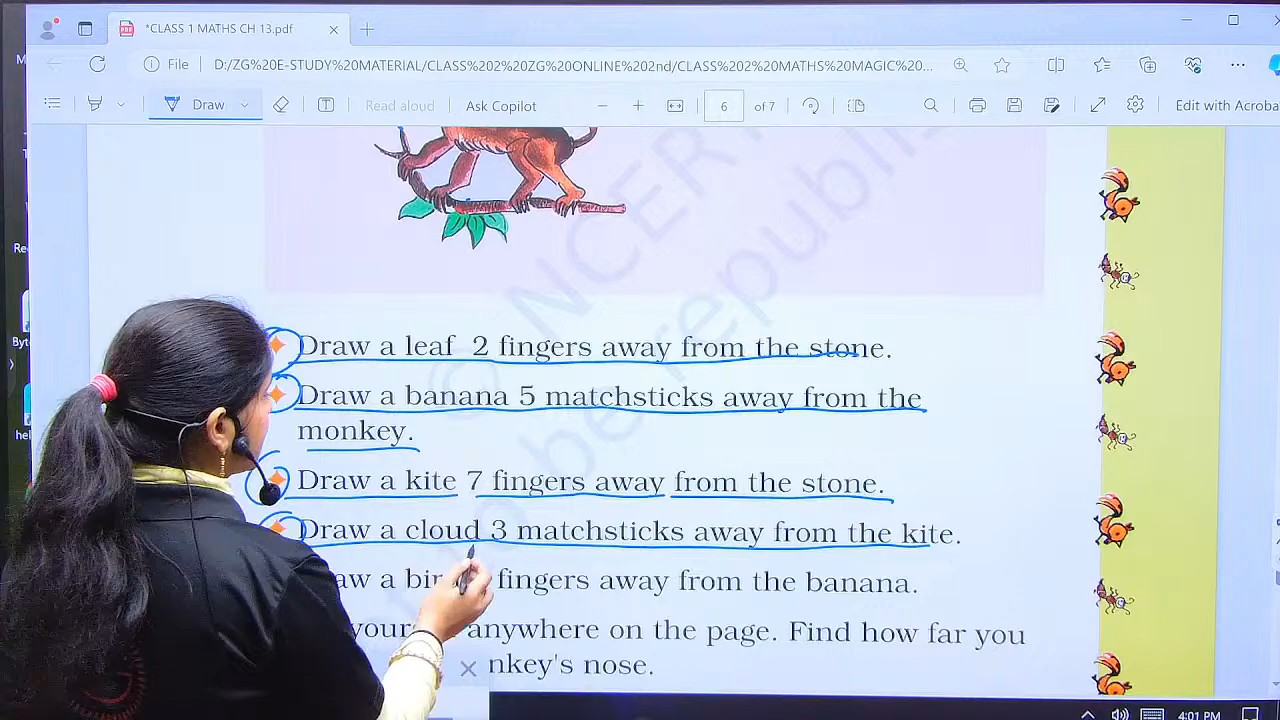 *CLASS 1 MATHS CH 13.pdf
File D:/ZG%20E-STUDY%20MATERIAL/CLASS%202%20ZG%20ONLINE%202nd/CLASS%202%20MATHS%20MAGIC%20...
Draw Read aloud Ask Copilot 6 of 7 Edit with Acroba
© NCERT
be republis
Draw a leaf 2 fingers away from the stone.
Draw a banana 5 matchsticks away from the
monkey.
Draw a kite 7 fingers away from the stone.
Draw a cloud 3 matchsticks away from the kite.
fingers away from the banana.
anywhere on the page. Find how far you
nkey's nose.
4:01 PM